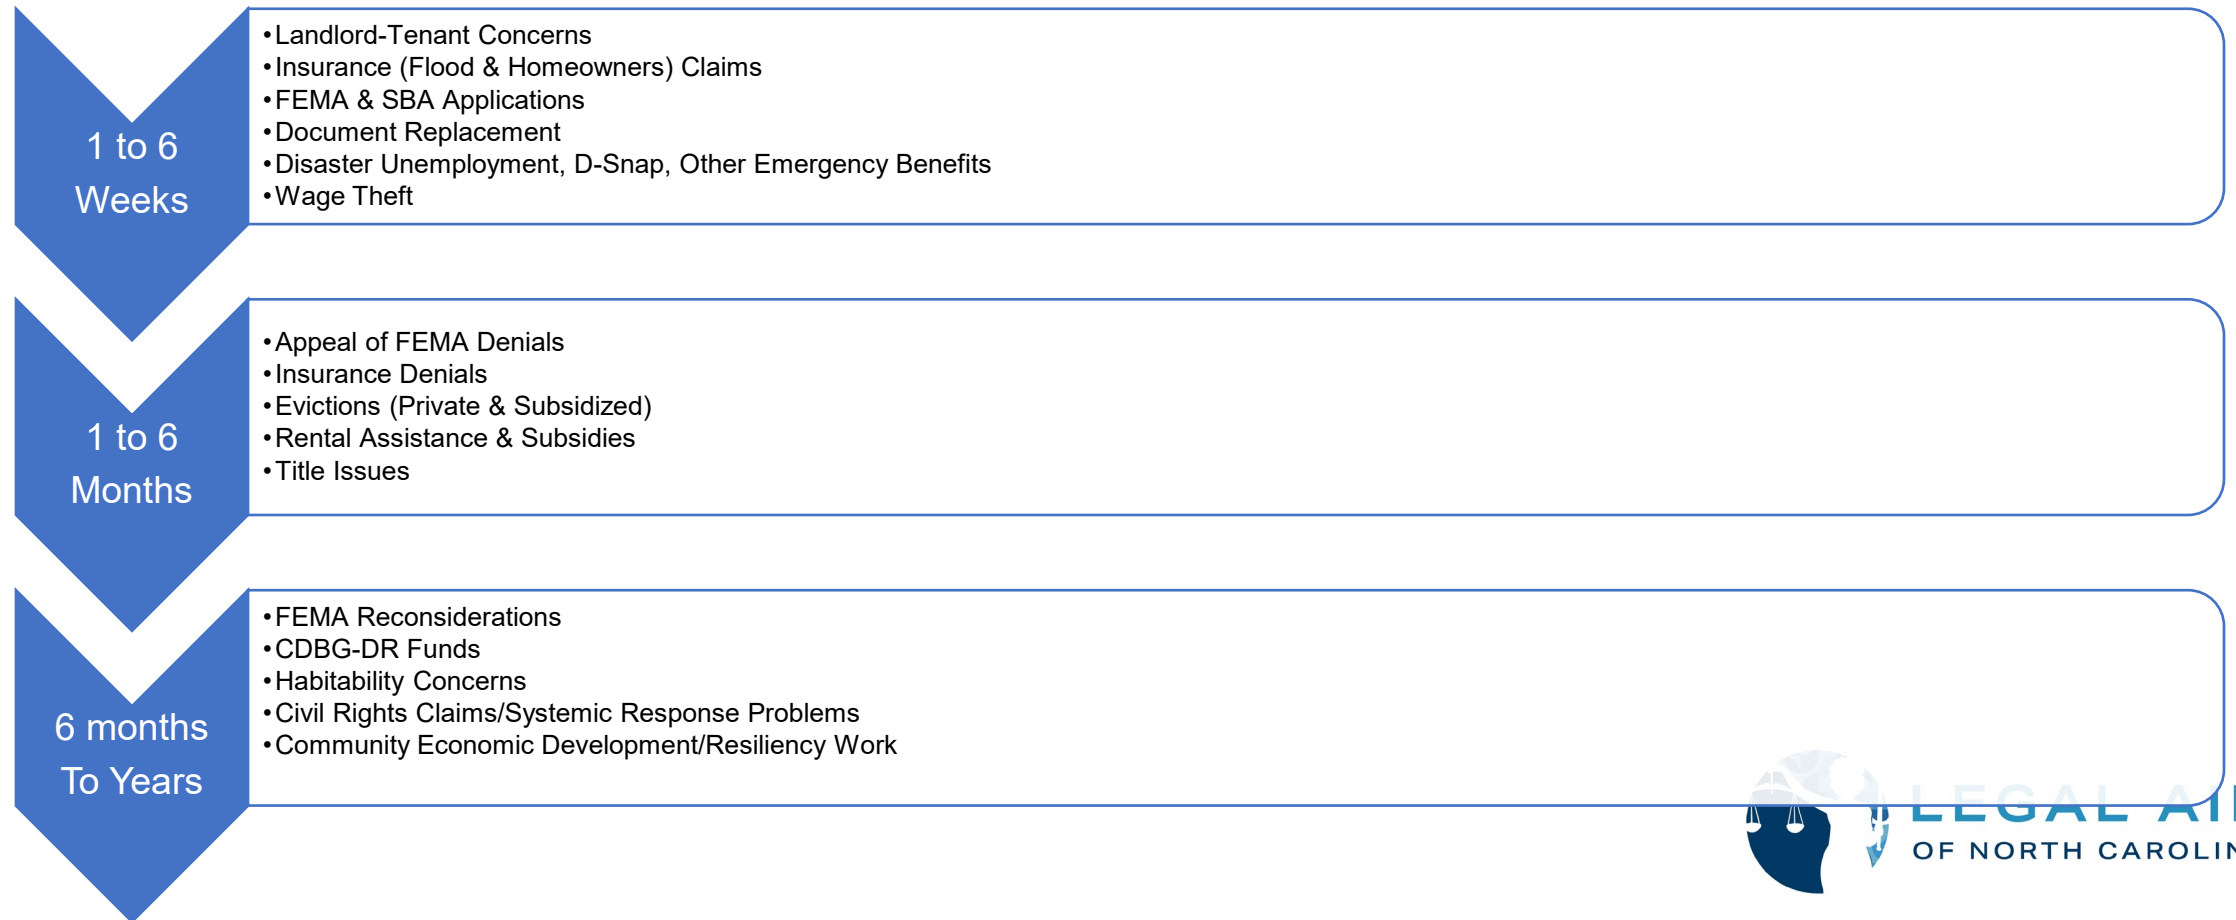 1 to 6
Weeks
•Landlord-Tenant Concerns
•Insurance (Flood & Homeowners) Claims
•FEMA & SBA Applications
•Document Replacement
•Disaster Unemployment, D-Snap, Other Emergency Benefits
•Wage Theft
1 to 6
Months
•Appeal of FEMA Denials
•Insurance Denials
•Evictions (Private & Subsidized)
•Rental Assistance & Subsidies
•Title Issues
6 months
To Years
•FEMA Reconsiderations
•CDBG-DR Funds
•Habitability Concerns
•Civil Rights Claims/Systemic Response Problems
•Community Economic Development/Resiliency Work
LEGAL
OF NORTH